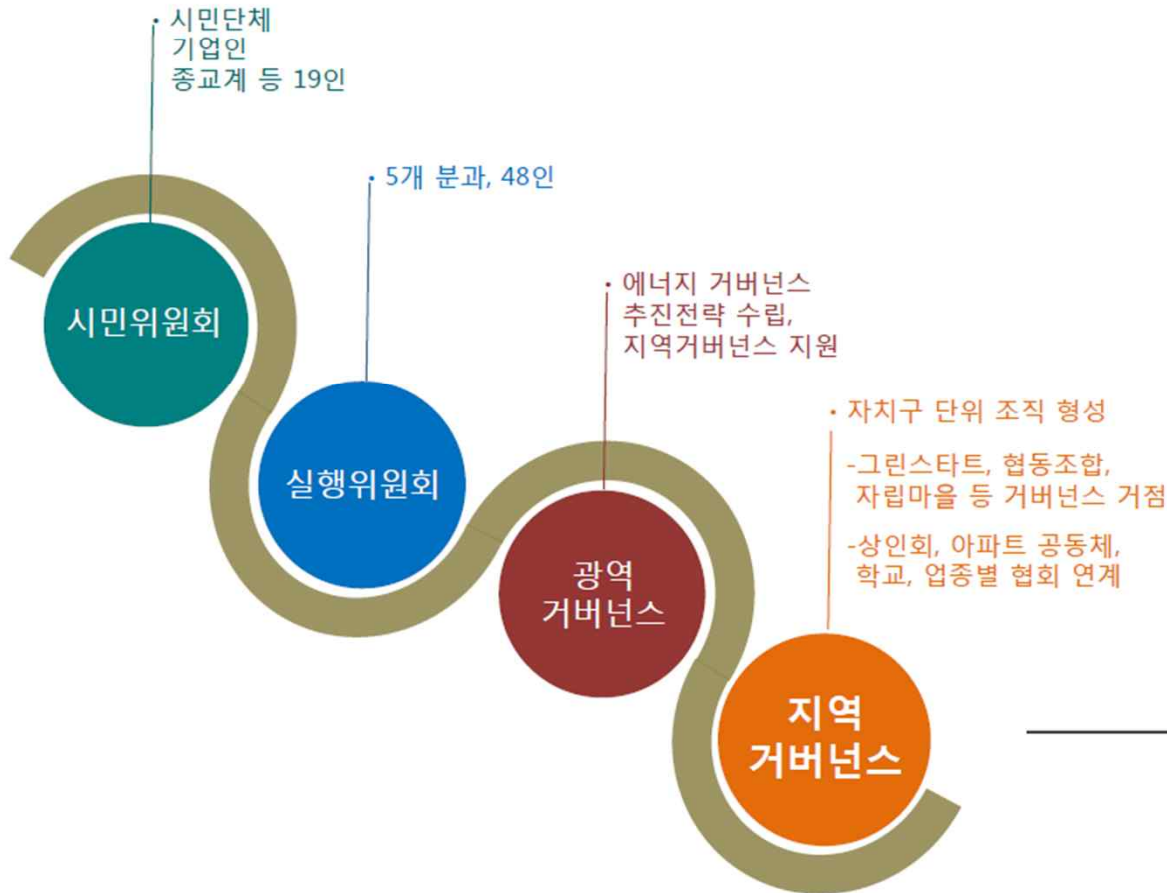 • 시민단체
기업인
종교계 등 19인
시민위원회
• 5개 분과, 48인
실행위원회
• 에너지 거버넌스
추진전략 수립,
지역거버넌스 지원
광역
거버넌스
• 자치구 단위 조직 형성
-그린스타트, 협동조합,
자립마을 등 거버넌스 거점
-상인회, 아파트 공동체,
학교, 업종별 협회 연계
지역
거버넌스